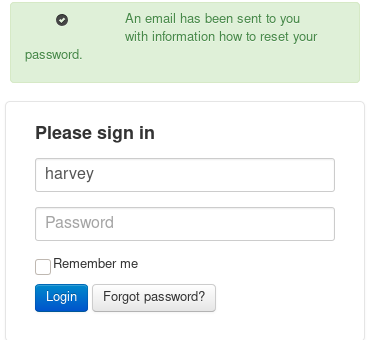 An email has been sent to you
with information how to reset your
password.
Please sign in
harvey
Password
Remember me
Login Forgot password?